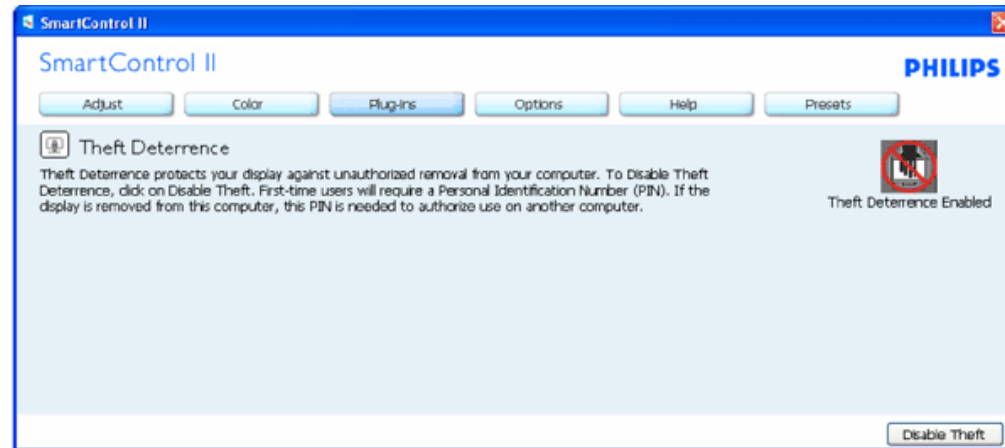 SmartControl II
SmartControl II
PHILIPS
Adjust
Color
Plug-Ins
Options
Help
Presets
Theft Deterrence
Theft Deterrence protects your display against unauthorized removal from your computer. To Disable Theft
Deterrence, click on Disable Theft. First-time users will require a Personal Identification Number (PIN). If the
display is removed from this computer, this PIN is needed to authorize use on another computer.
Theft Deterrence Enabled
Disable Theft